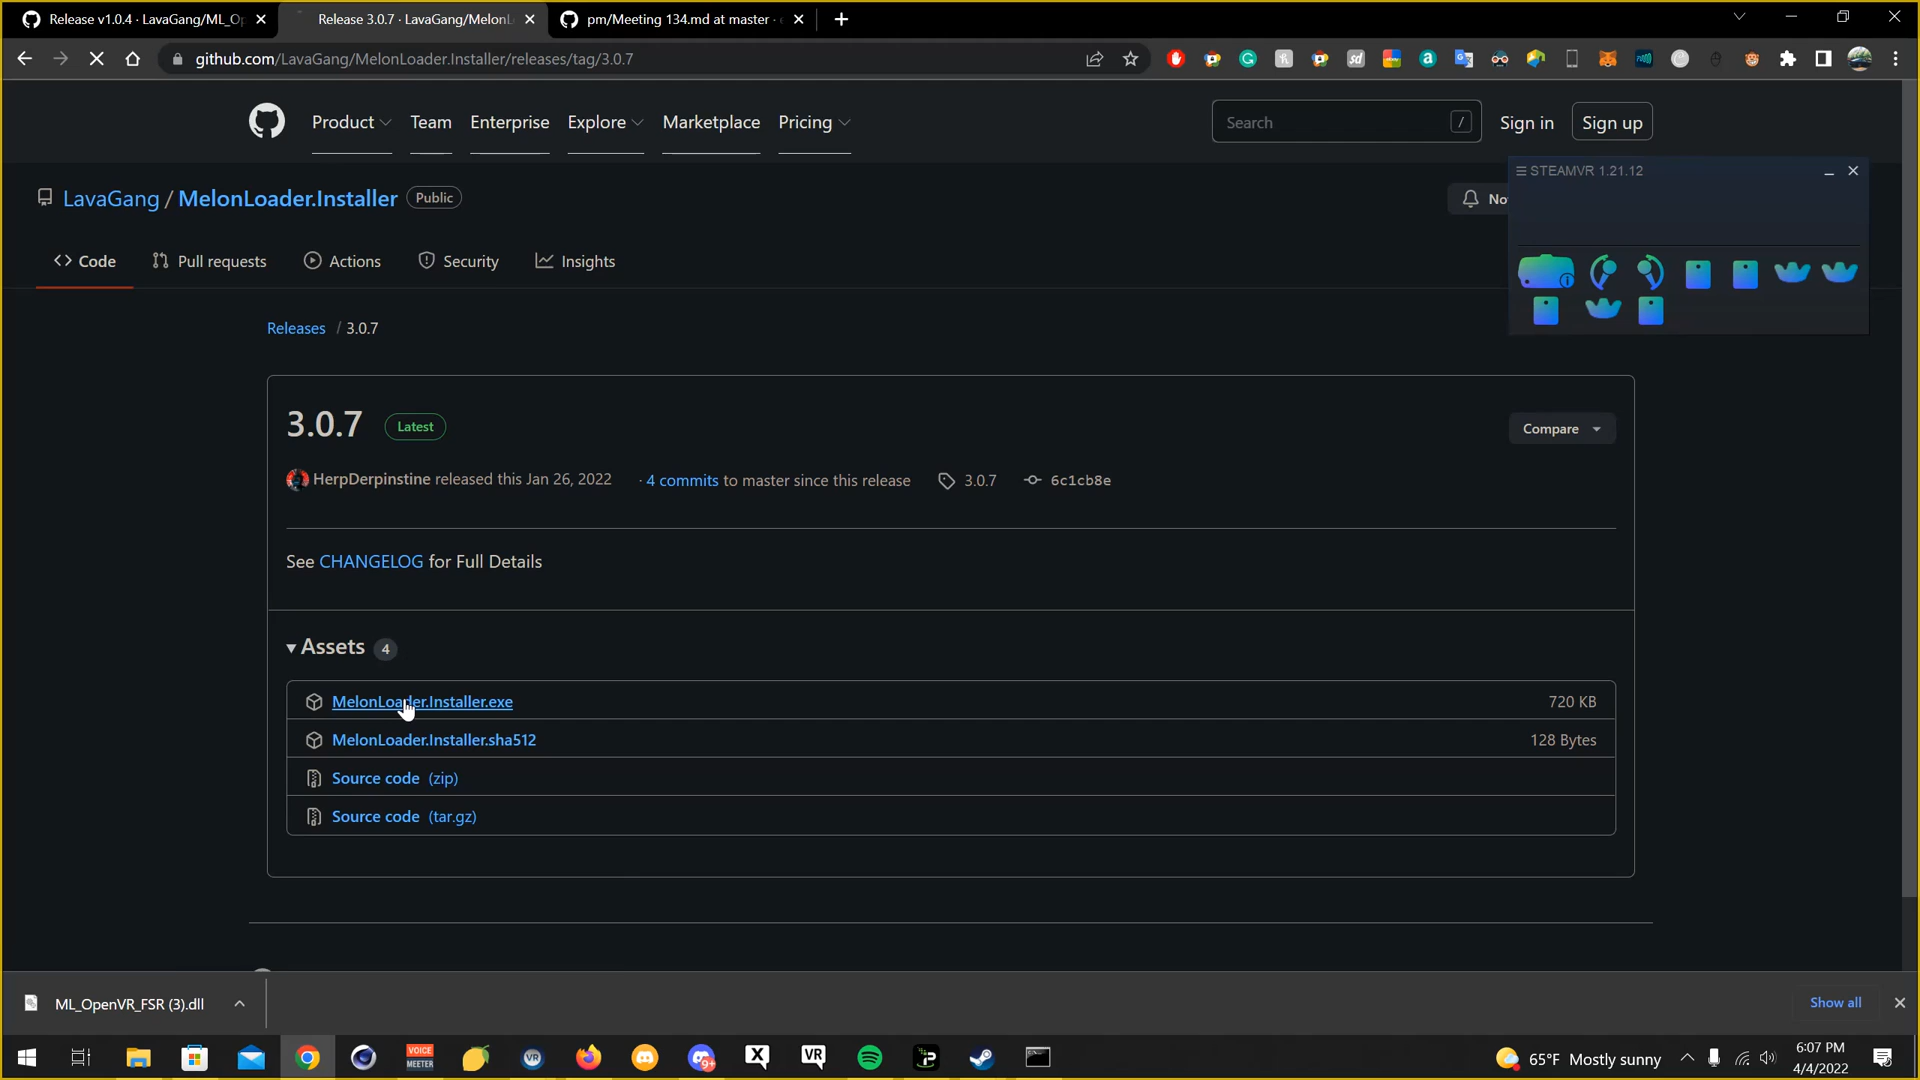 Release v1.0.4 · LavaGang/ML_Op
Release 3.0.7 · LavaGang/MelonL
pm/Meeting 134.md at master ·
github.com/LavaGang/MelonLoader.Installer/releases/tag/3.0.7
Product
Team
Enterprise
Explore
Marketplace
Pricing
Search
/
Sign in
Sign up
STEAMVR 1.21.12
LavaGang / MelonLoader.Installer
Public
No
Code
Pull requests
Actions
Security
Insights
Releases / 3.0.7
3.0.7
Latest
Compare
HerpDerpinstine released this Jan 26, 2022
· 4 commits to master since this release
3.0.7
6c1cb8e
See CHANGELOG for Full Details
Assets 4
MelonLoader.Installer.exe
720 KB
MelonLoader.Installer.sha512
128 Bytes
Source code (zip)
Source code (tar.gz)
ML_OpenVR_FSR (3).dll
Show all
VOICE
MEETER
VR
X
VR
65°F Mostly sunny
6:07 PM
4/4/2022